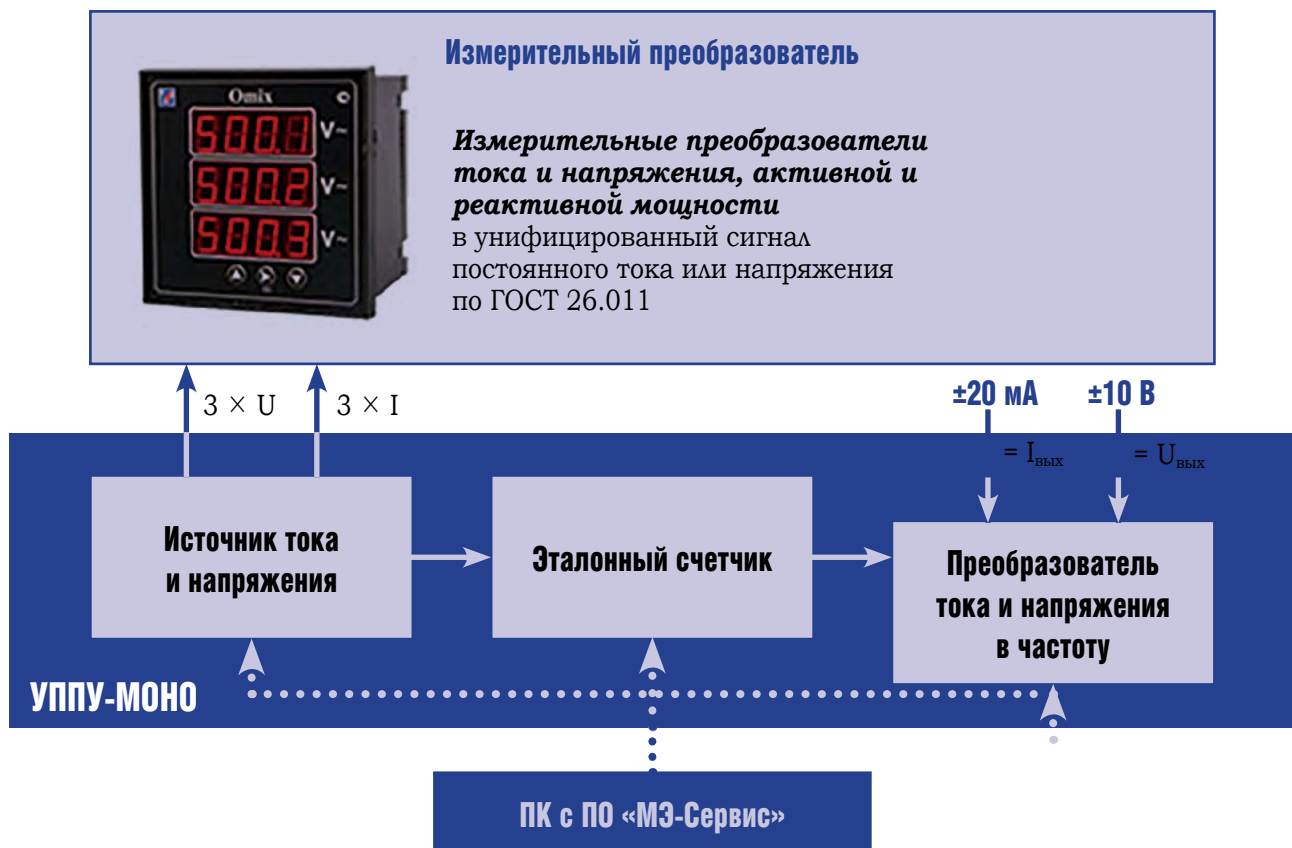 Измерительный преобразователь
Omix
500.1 V~
500.2 V~
500.3 V~
Измерительные преобразователи
тока и напряжения, активной и
реактивной мощности
в унифицированный сигнал
постоянного тока или напряжения
по ГОСТ 26.011
3 × U
3 × I
±20 мА
±10 В
= Iвых
= Uвых
Источник тока
и напряжения
Эталонный счетчик
Преобразователь
тока и напряжения
в частоту
УППУ-МОНО
ПК с ПО «МЭ-Сервис»